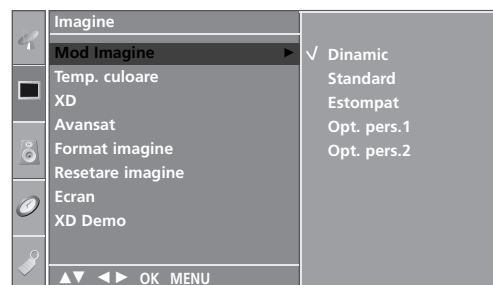 Imagine
Mod Imagine ►
Temp. culoare
XD
Avansat
Format imagine
Resetare imagine
Ecran
XD Demo
▲▼ ◄► OK MENU
√ Dinamic
Standard
Estompat
Opt. pers.1
Opt. pers.2